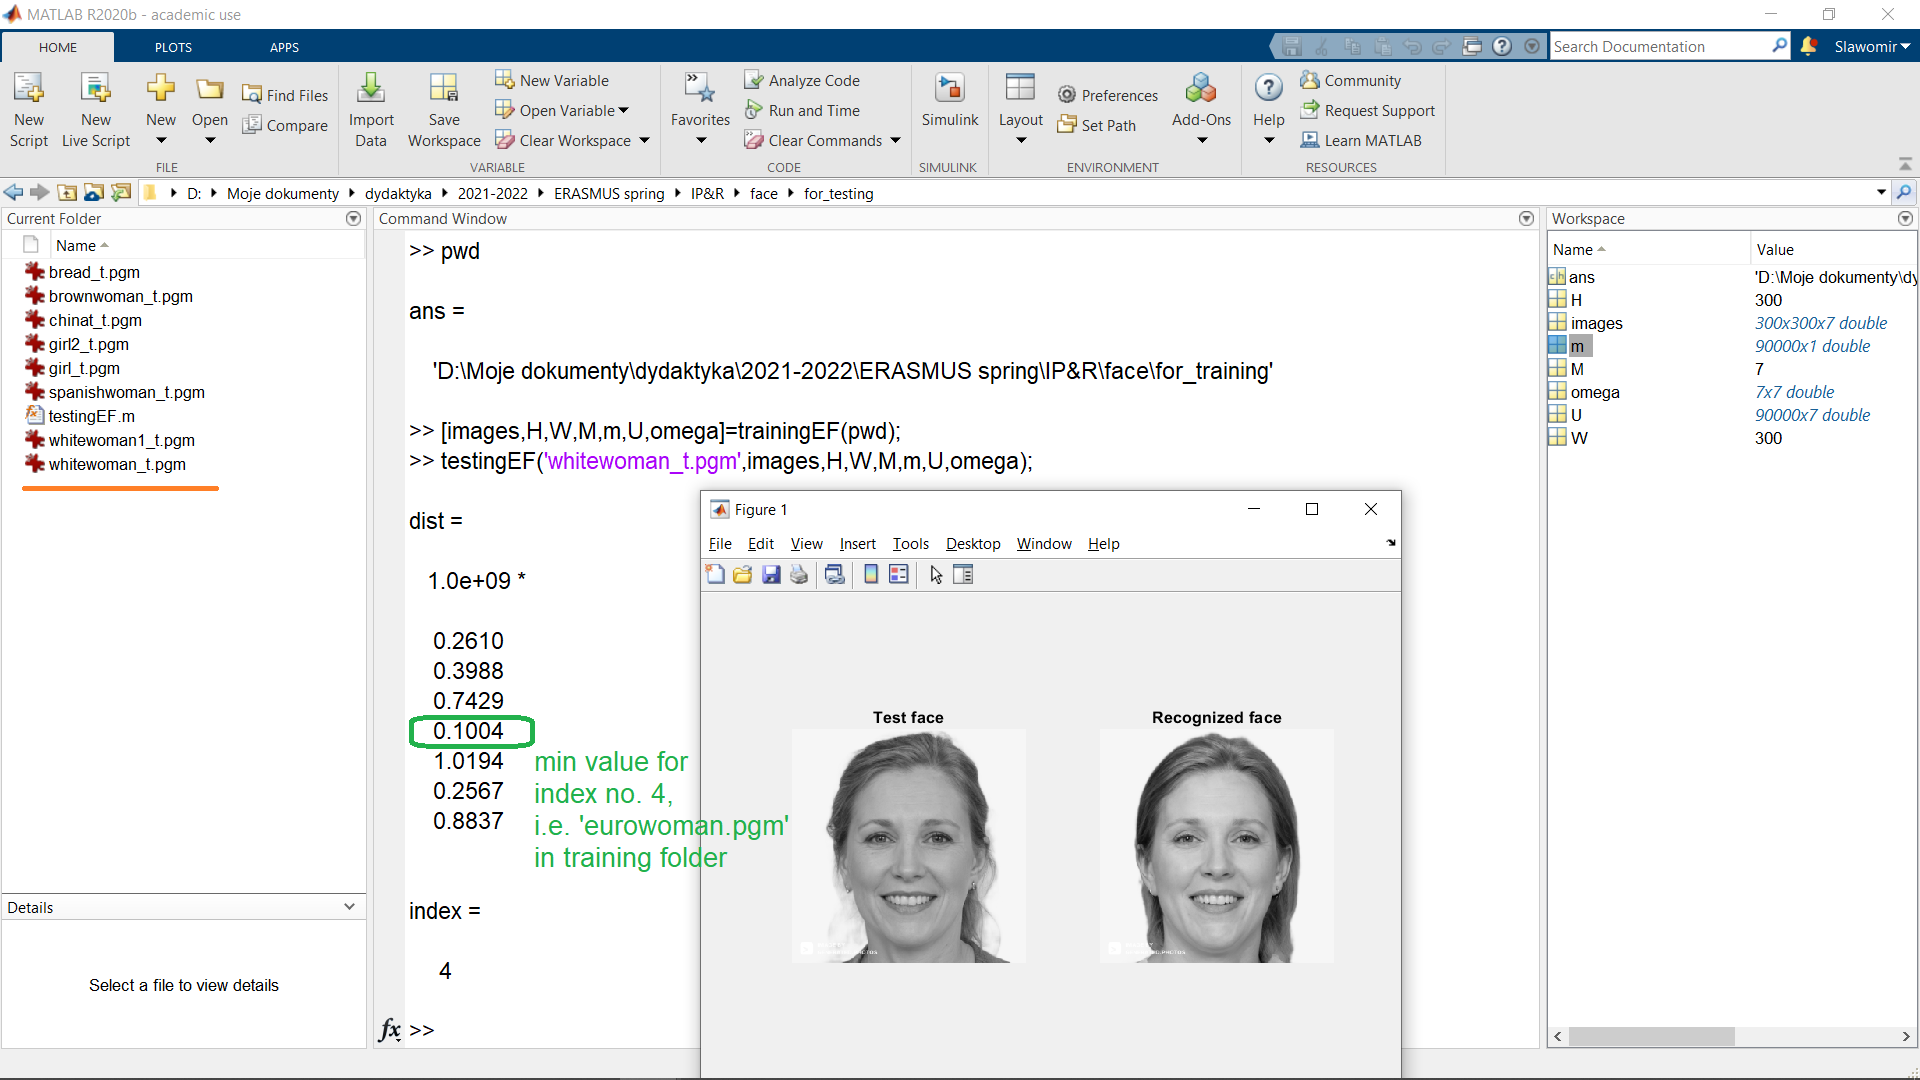 MATLAB R2020b - academic use
HOME PLOTS APPS
Search Documentation
Slawomir
New Script
New Live Script
New
Open
Find Files
Compare
FILE
Import Data
Save Workspace
New Variable
Open Variable
Clear Workspace
VARIABLE
Favorites
Analyze Code
Run and Time
Clear Commands
CODE
Simulink
SIMULINK
Layout
Preferences
Set Path
Add-Ons
ENVIRONMENT
Help
Community
Request Support
Learn MATLAB
RESOURCES
D: Moje dokumenty dydaktyka 2021-2022 ERASMUS spring IP&R face for_testing
Current Folder
Name
bread_t.pgm
brownwoman_t.pgm
chinat_t.pgm
girl2_t.pgm
girl_t.pgm
spanishwoman_t.pgm
testingEF.m
whitewoman1_t.pgm
whitewoman_t.pgm
Details
Select a file to view details
Command Window
>> pwd
ans =
'D:\Moje dokumenty\dydaktyka\2021-2022\ERASMUS spring\IP&R\face\for_training'
>> [images,H,W,M,m,U,omega]=trainingEF(pwd);
>> testingEF('whitewoman_t.pgm',images,H,W,M,m,U,omega);
dist =
1.0e+09 *
0.2610
0.3988
0.7429
0.1004
1.0194
0.2567
0.8837
min value for
index no. 4,
i.e. 'eurowoman.pgm'
in training folder
index =
4
fx >>
Figure 1
File Edit View Insert Tools Desktop Window Help
Test face
Recognized face
Workspace
Name Value
ans 'D:\Moje dokumenty\dy
H 300
images 300x300x7 double
m 90000x1 double
M 7
omega 7x7 double
U 90000x7 double
W 300